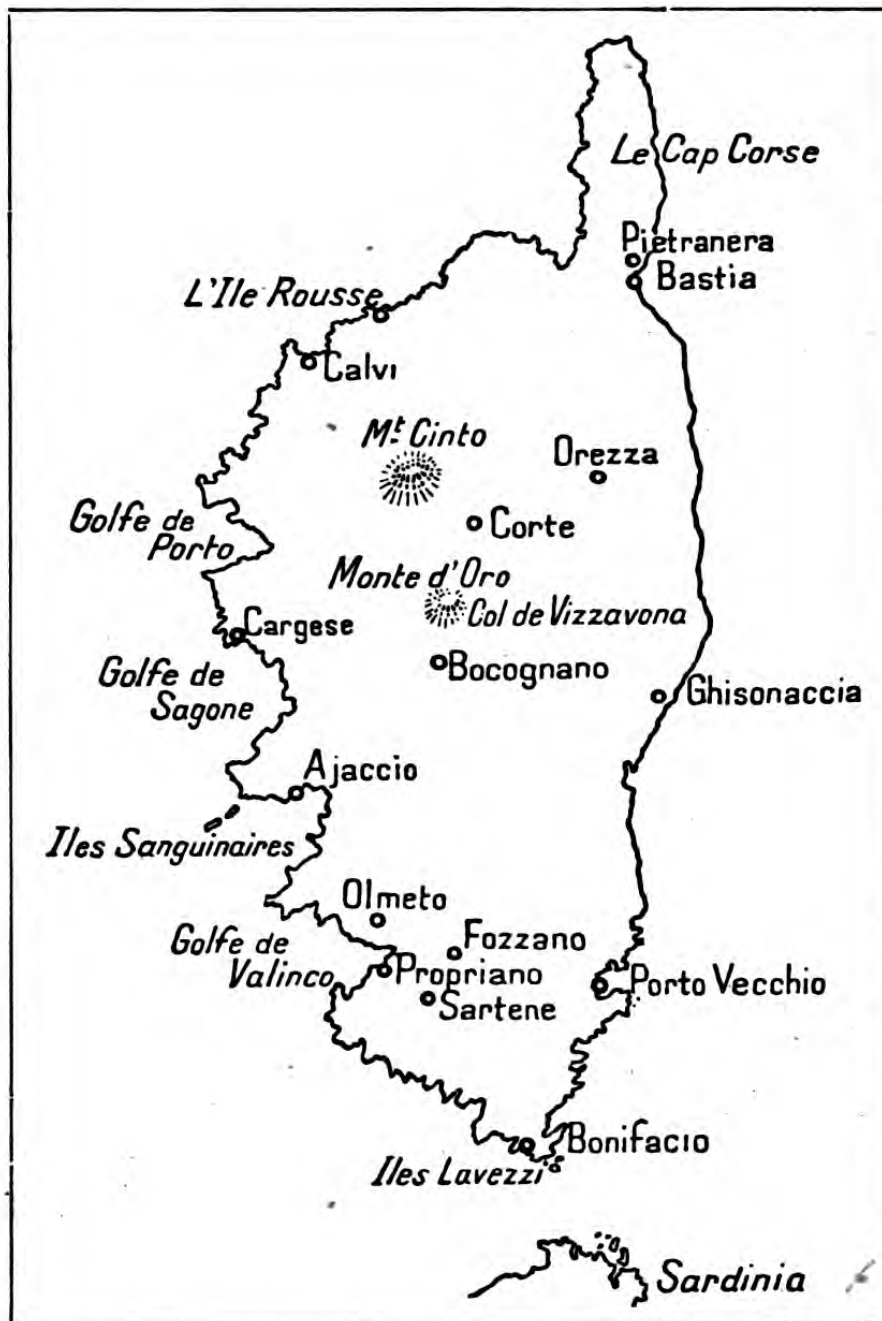 Le Cap Corse
Pietranera
Bastia
L'Ile Rousse
Calvi
Mt. Cinto
Orezza
Golfe de
Porto
Corte
Monte d'Oro
Col de Vizzavona
Cargese
Bocognano
Golfe de
Sagone
Ghisonaccia
Ajaccio
Iles Sanguinaires
Olmeto
Fozzano
Golfe de
Valinco
Propriano
Sartene
Porto Vecchio
Bonifacio
Iles Lavezzi
Sardinia